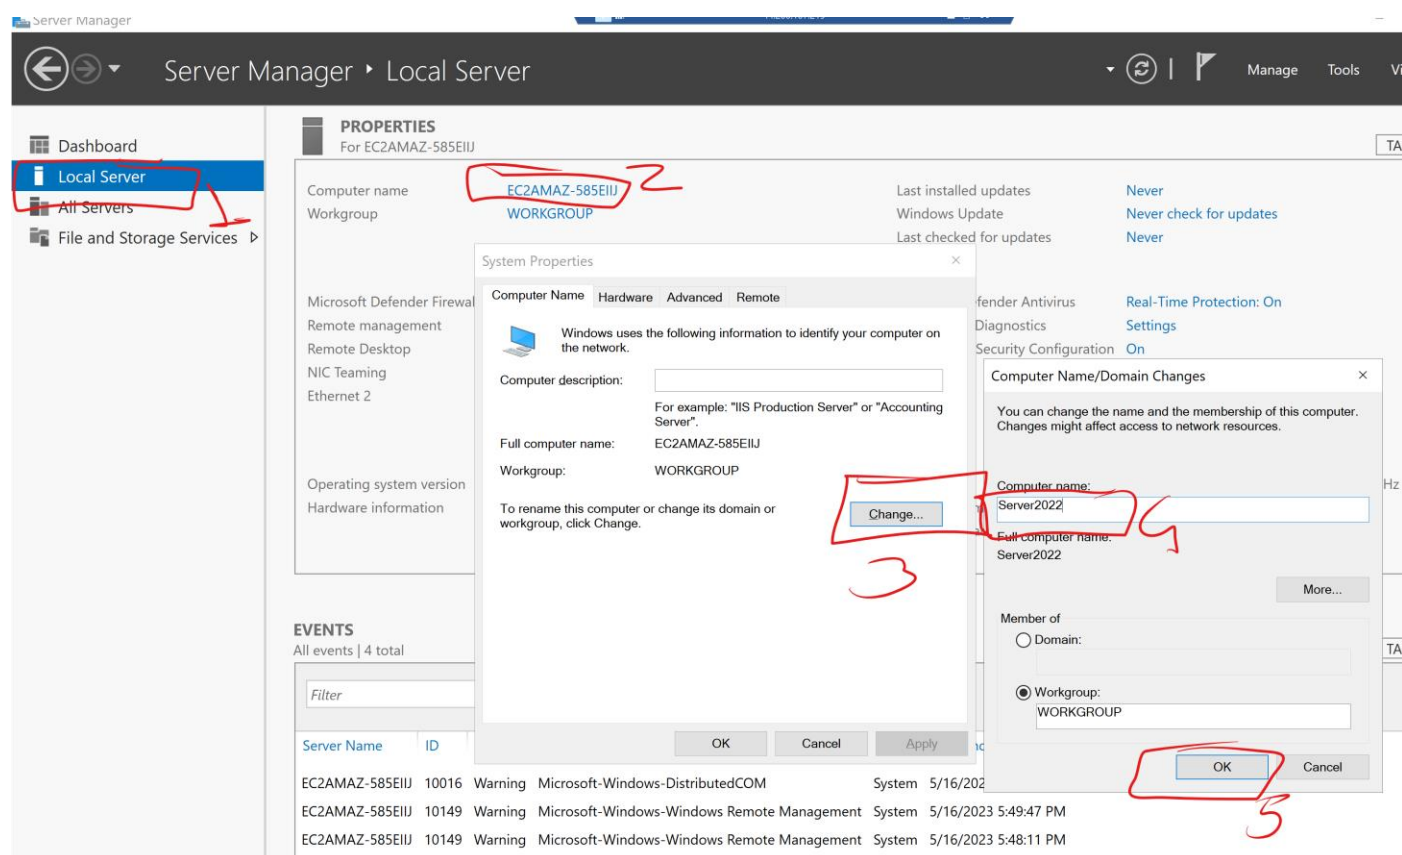 Server Manager
Server Manager ‣ Local Server
Manage Tools
Dashboard
Local Server
All Servers
File and Storage Services
1
PROPERTIES
For EC2AMAZ-585EIIJ
TA
Computer name EC2AMAZ-585EIIJ
2
Workgroup WORKGROUP
Last installed updates Never
Windows Update Never check for updates
Last checked for updates Never
Microsoft Defender Firewal
Remote management
Remote Desktop
NIC Teaming
Ethernet 2
Operating system version
Hardware information
fender Antivirus Real-Time Protection: On
Diagnostics Settings
Security Configuration On
Hz
System Properties
Computer Name Hardware Advanced Remote
Windows uses the following information to identify your computer on
the network.
Computer description:
For example: "IIS Production Server" or "Accounting
Server".
Full computer name: EC2AMAZ-585EIIJ
Workgroup: WORKGROUP
To rename this computer or change its domain or
workgroup, click Change.
Change...
3
OK Cancel Apply
Computer Name/Domain Changes
You can change the name and the membership of this computer.
Changes might affect access to network resources.
Computer name:
Server2022
4
Full computer name:
Server2022
More...
Member of
Domain:
Workgroup:
WORKGROUP
OK Cancel
5
EVENTS
All events | 4 total
TA
Filter
Server Name ID
EC2AMAZ-585EIIJ 10016 Warning Microsoft-Windows-DistributedCOM System 5/16/202
EC2AMAZ-585EIIJ 10149 Warning Microsoft-Windows-Windows Remote Management System 5/16/2023 5:49:47 PM
EC2AMAZ-585EIIJ 10149 Warning Microsoft-Windows-Windows Remote Management System 5/16/2023 5:48:11 PM